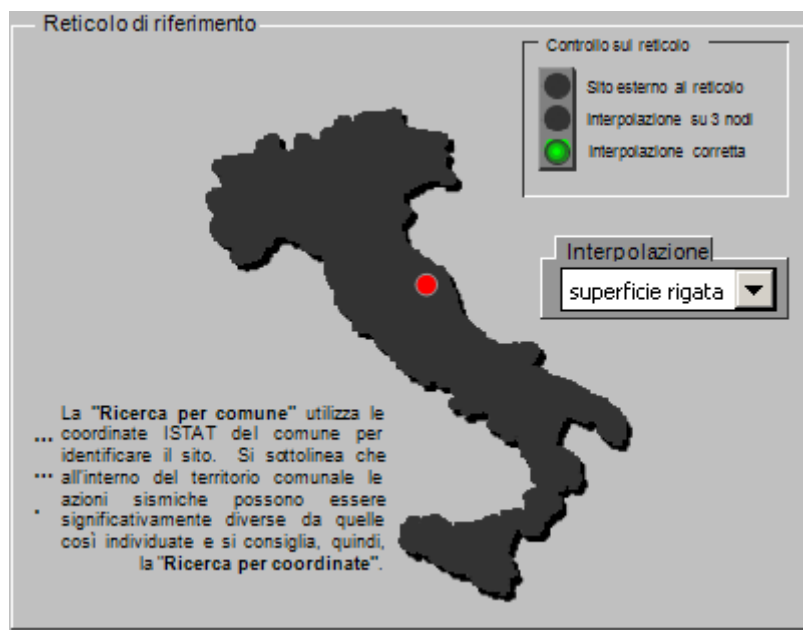 Reticolo di riferimento
Controllo sul reticolo
Sito esterno al reticolo
Interpolazione su 3 nodi
Interpolazione corretta
Interpolazione
superficie rigata
La "Ricerca per comune" utilizza le
... coordinate ISTAT del comune per
identificare il sito. Si sottolinea che
... all'interno del territorio comunale le
azioni sismiche possono essere
. significativamente diverse da quelle
così individuate e si consiglia, quindi,
la "Ricerca per coordinate".